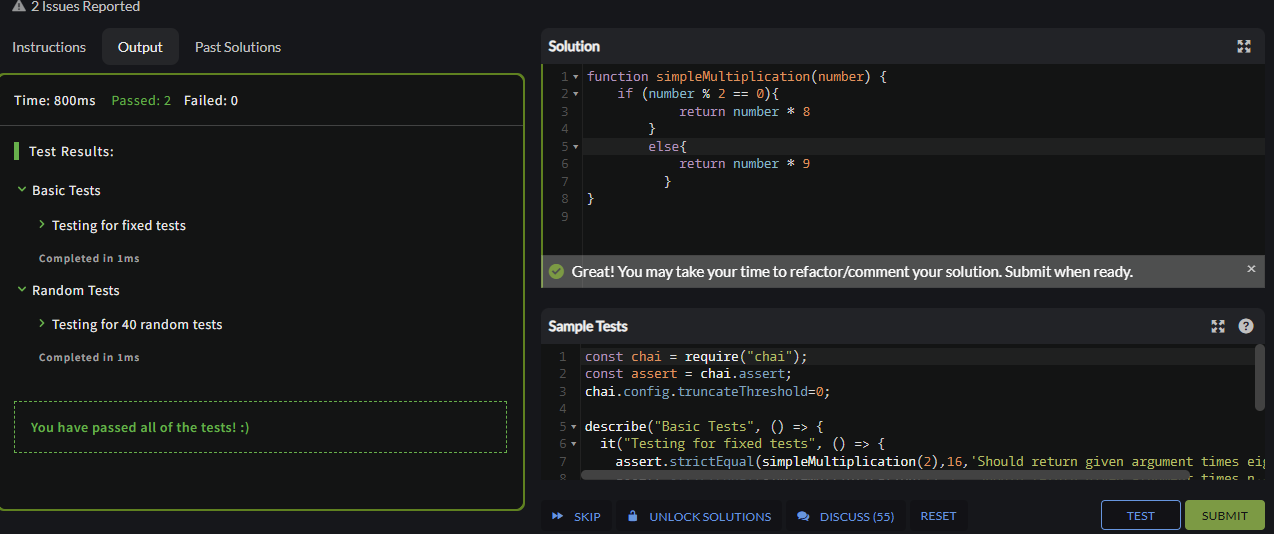 2 Issues Reported
Instructions
Output
Past Solutions
Time: 800ms Passed: 2 Failed: 0
Test Results:
Basic Tests
Testing for fixed tests
Completed in 1ms
Random Tests
Testing for 40 random tests
Completed in 1ms
You have passed all of the tests! :)
Solution
1 function simpleMultiplication(number) {
2 if (number % 2 == 0){
3 return number * 8
4 }
5 else{
6 return number * 9
7 }
8 }
9
Great! You may take your time to refactor/comment your solution. Submit when ready.
Sample Tests
1 const chai = require("chai");
2 const assert = chai.assert;
3 chai.config.truncateThreshold=0;
4
5 describe("Basic Tests", () => {
6 it("Testing for fixed tests", () => {
7 assert.strictEqual(simpleMultiplication(2),16,'Should return given argument times eig
8
SKIP
UNLOCK SOLUTIONS
DISCUSS (55)
RESET
TEST
SUBMIT